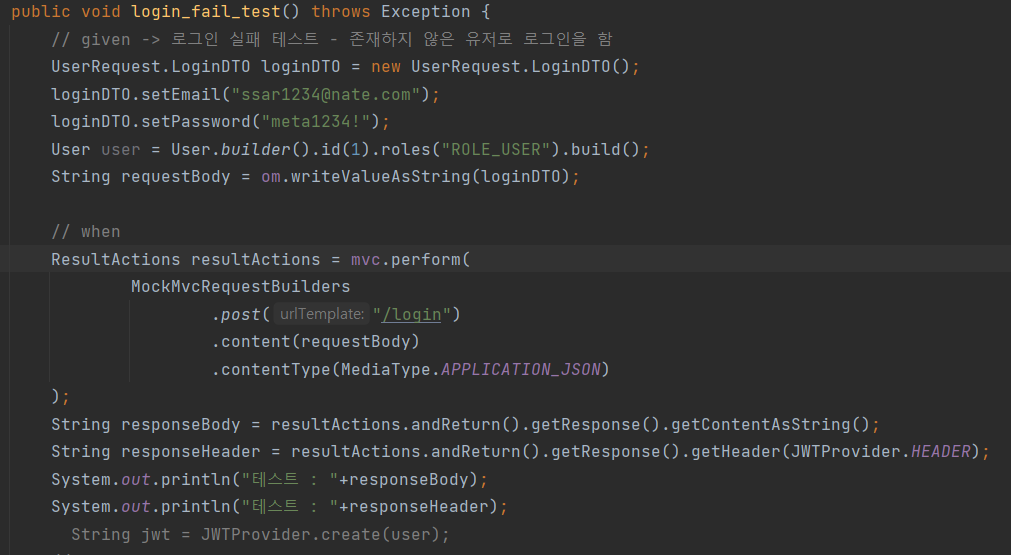 public void login_fail_test() throws Exception {
// given -> 로그인 실패 테스트 - 존재하지 않은 유저로 로그인을 함
UserRequest.LoginDTO loginDTO = new UserRequest.LoginDTO();
loginDTO.setEmail("ssar1234@nate.com");
loginDTO.setPassword("meta1234!");
User user = User.builder().id(1).roles("ROLE_USER").build();
String requestBody = om.writeValueAsString(loginDTO);
// when
ResultActions resultActions = mvc.perform(
MockMvcRequestBuilders
.post( urlTemplate: "/login")
.content(requestBody)
.contentType(MediaType.APPLICATION_JSON)
);
String responseBody = resultActions.andReturn().getResponse().getContentAsString();
String responseHeader = resultActions.andReturn().getResponse().getHeader(JWTProvider.HEADER);
System.out.println("테스트 : "+responseBody);
System.out.println("테스트 : "+responseHeader);
String jwt = JWTProvider.create(user);